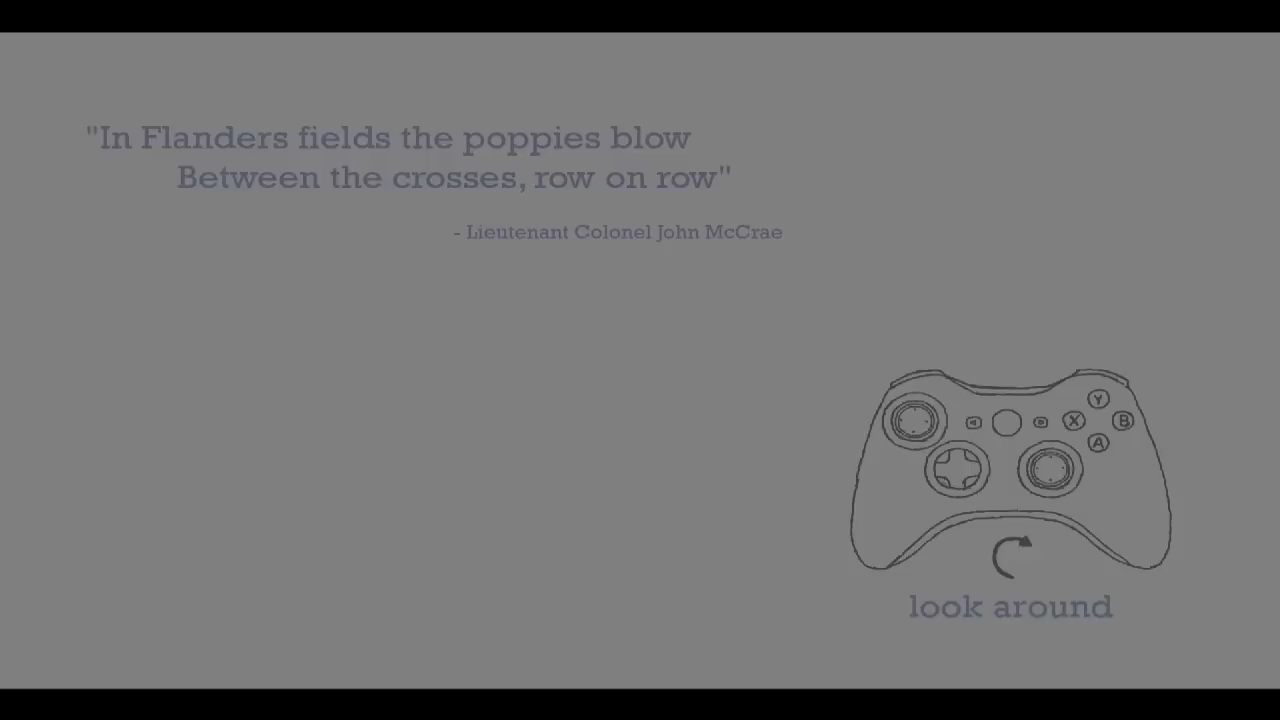 "In Flanders fields the poppies blow
Between the crosses, row on row"
- Lieutenant Colonel John McCrae
Y
X
B
A
look around